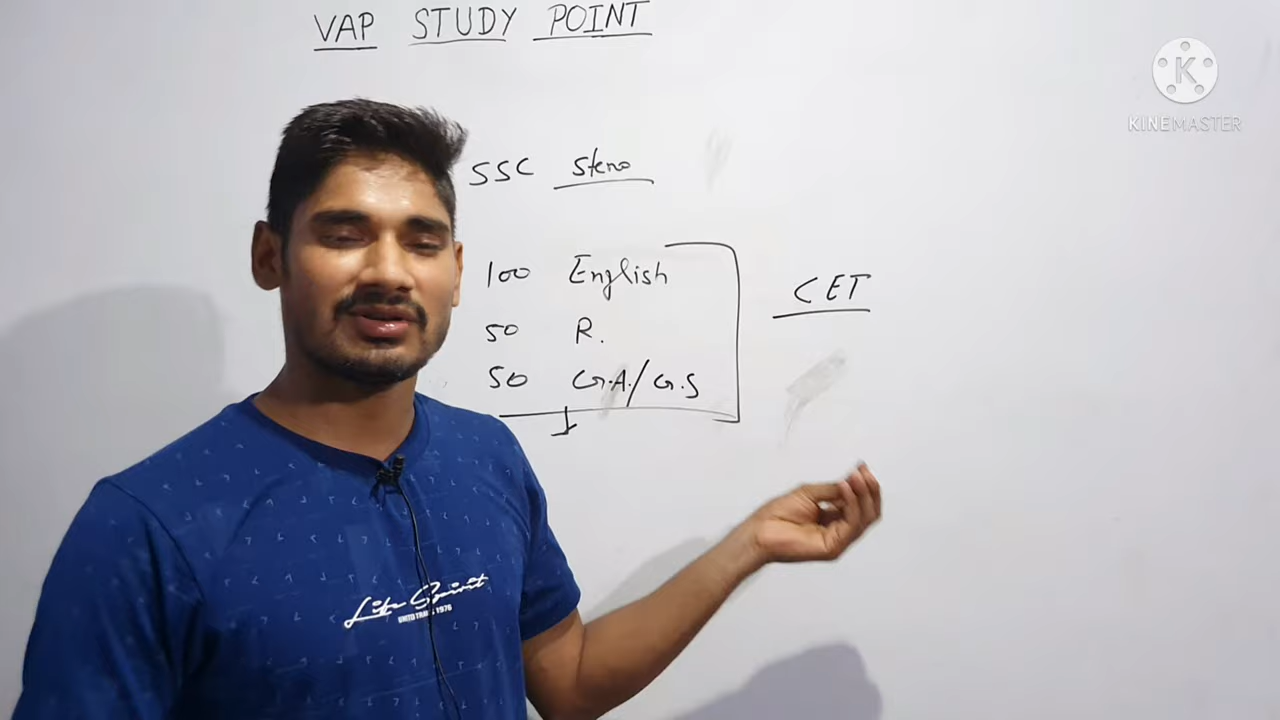 VAP STUDY POINT
KINEMASTER
SSC Steno
100 English
50 R.
50 G.A./G.S
CET
Life Spirit